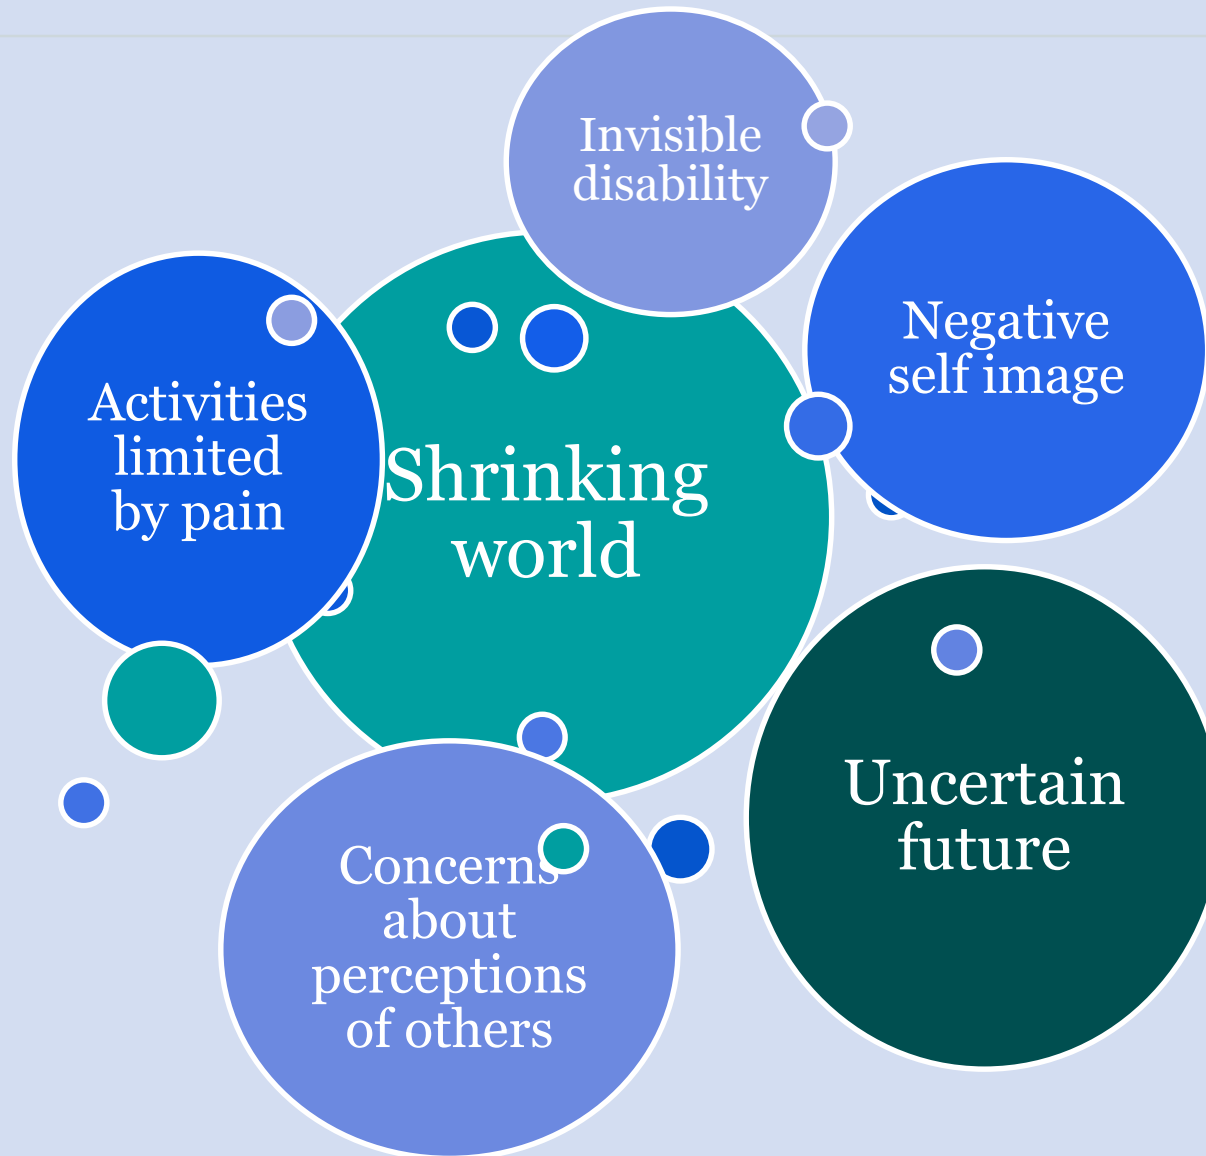 Invisible
disability
Negative
self image
Activities
limited
by pain
Shrinking
world
Uncertain
future
Concerns
about
perceptions
of others